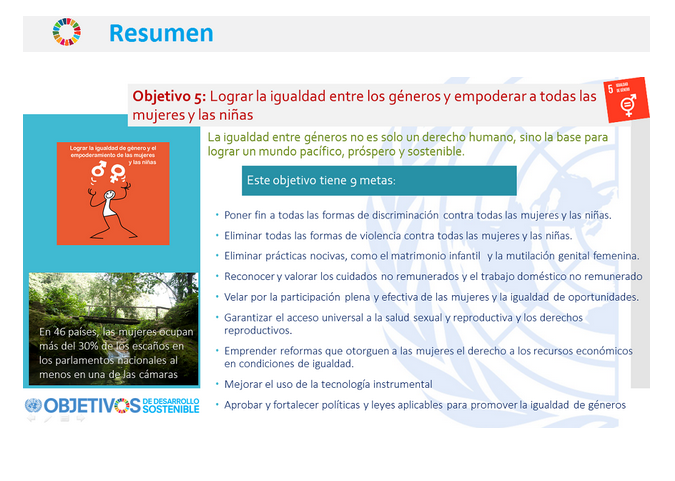 Resumen
Objetivo 5: Lograr la igualdad entre los géneros y empoderar a todas las
mujeres y las niñas
5 IGUALDAD
DE GÉNERO
La igualdad entre géneros no es solo un derecho humano, sino la base para
lograr un mundo pacífico, próspero y sostenible.
Lograr la igualdad de género y el
empoderamiento de las mujeres
y las niñas
Este objetivo tiene 9 metas:
• Poner fin a todas las formas de discriminación contra todas las mujeres y las niñas.
• Eliminar todas las formas de violencia contra todas las mujeres y las niñas.
• Eliminar prácticas nocivas, como el matrimonio infantil y la mutilación genital femenina.
• Reconocer y valorar los cuidados no remunerados y el trabajo doméstico no remunerado
• Velar por la participación plena y efectiva de las mujeres y la igualdad de oportunidades.
• Garantizar el acceso universal a la salud sexual y reproductiva y los derechos
reproductivos.
• Emprender reformas que otorguen a las mujeres el derecho a los recursos económicos
en condiciones de igualdad.
• Mejorar el uso de la tecnología instrumental
• Aprobar y fortalecer políticas y leyes aplicables para promover la igualdad de géneros
En 46 países, las mujeres ocupan
más del 30% de los escaños en
los parlamentos nacionales al
menos en una de las cámaras
OBJETIVOS DE DESARROLLO
SOSTENIBLE